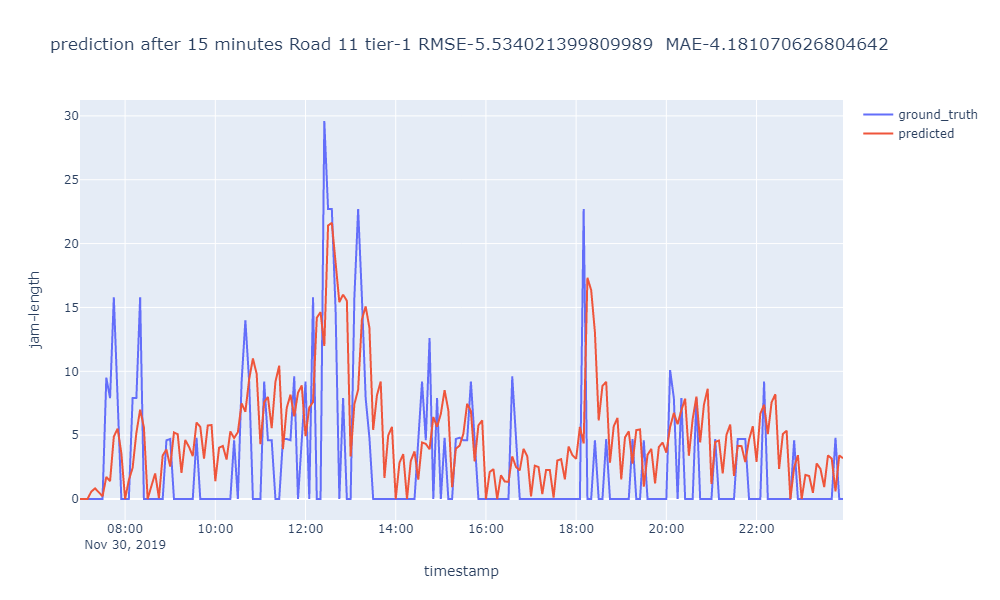 prediction after 15 minutes Road 11 tier-1 RMSE-5.534021399809989  MAE-4.181070626804642
ground_truth
predicted
30
25
20
15
10
5
0
jam-length
08:00 10:00 12:00 14:00 16:00 18:00 20:00 22:00
Nov 30, 2019
timestamp